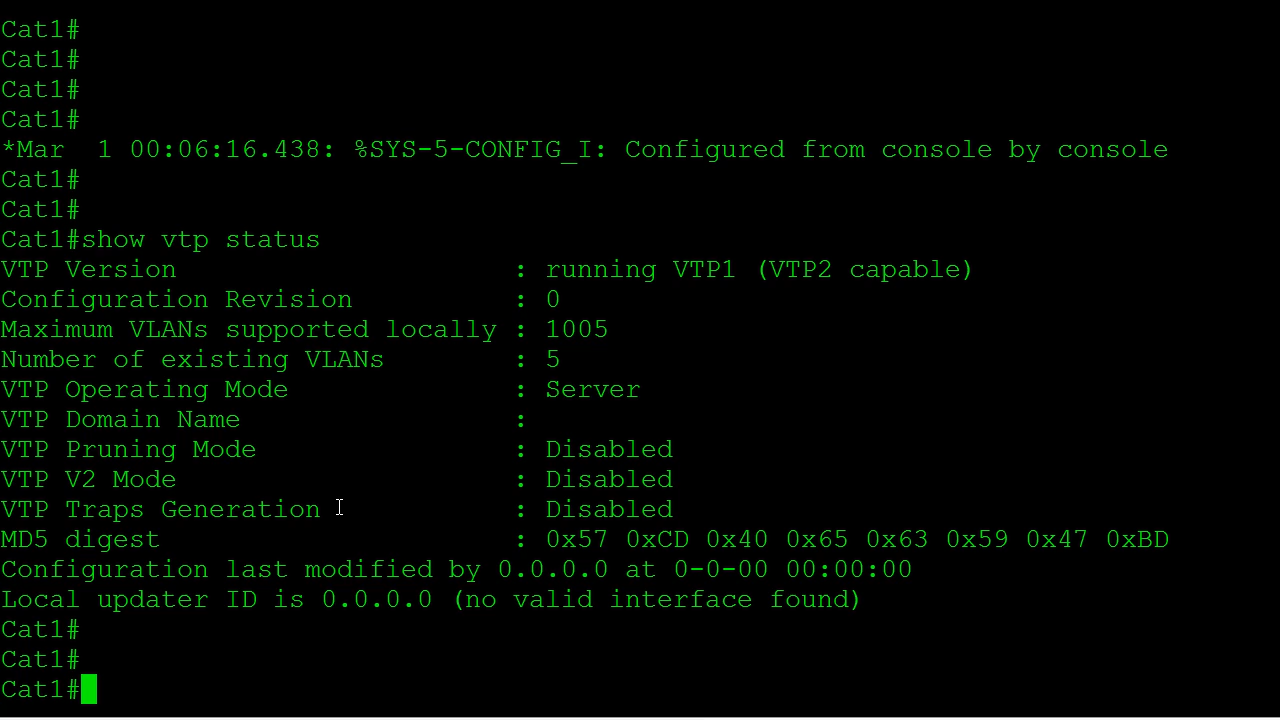 Cat1#
Cat1#
Cat1#
Cat1#
*Mar  1 00:06:16.438: %SYS-5-CONFIG_I: Configured from console by console
Cat1#
Cat1#
Cat1#show vtp status
VTP Version                     : running VTP1 (VTP2 capable)
Configuration Revision          : 0
Maximum VLANs supported locally : 1005
Number of existing VLANs        : 5
VTP Operating Mode              : Server
VTP Domain Name                 :
VTP Pruning Mode                : Disabled
VTP V2 Mode                     : Disabled
VTP Traps Generation            : Disabled
MD5 digest                      : 0x57 0xCD 0x40 0x65 0x63 0x59 0x47 0xBD
Configuration last modified by 0.0.0.0 at 0-0-00 00:00:00
Local updater ID is 0.0.0.0 (no valid interface found)
Cat1#
Cat1#
Cat1#